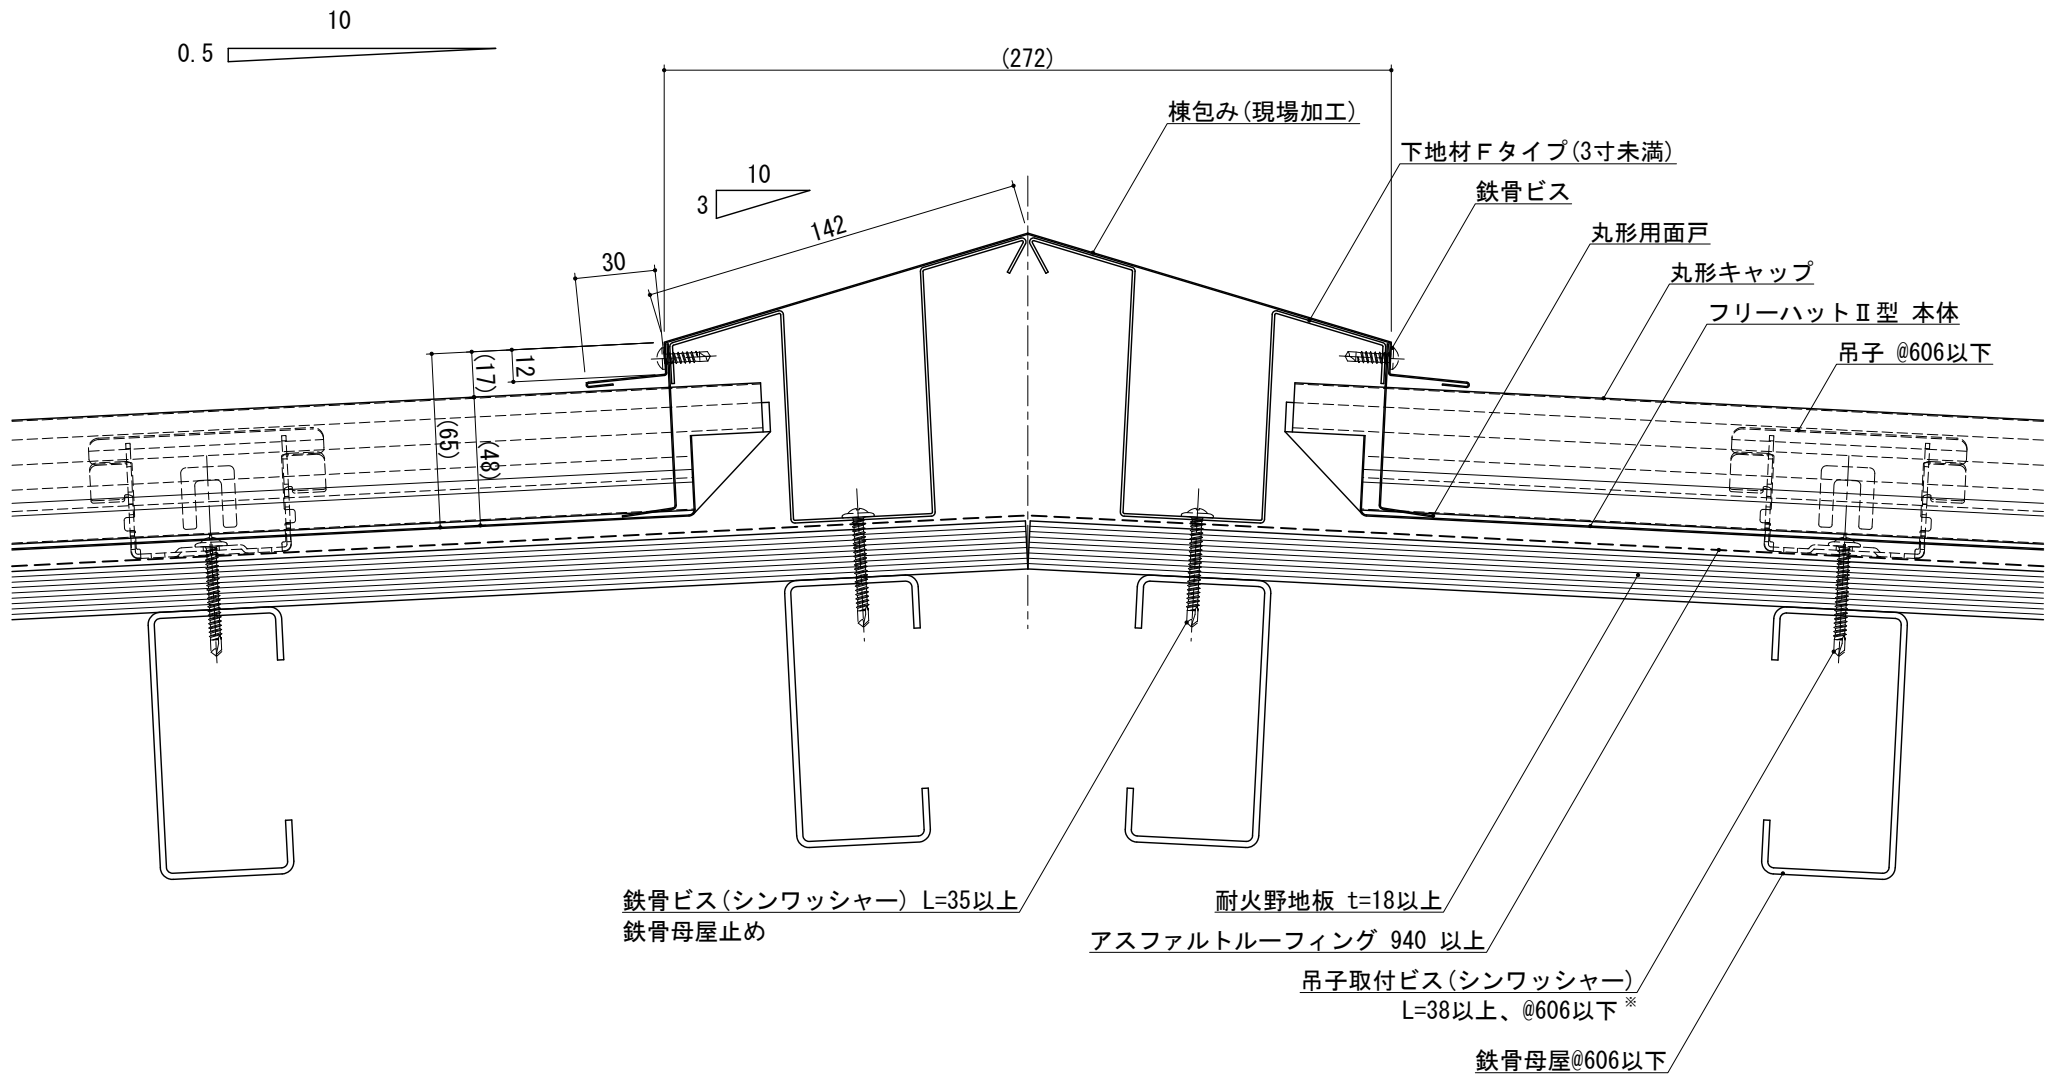 10
0.5
(272)
棟包み(現場加工)
下地材Fタイプ(3寸未満)
10
3
鉄骨ビス
142
丸形用面戸
30
丸形キャップ
フリーハットⅡ型 本体
吊子 @606以下
(17)
12
(65)
(48)
鉄骨ビス(シンワッシャー) L=35以上
鉄骨母屋止め
耐火野地板 t=18以上
アスファルトルーフィング 940 以上
吊子取付ビス(シンワッシャー)
L=38以上、@606以下※
鉄骨母屋@606以下